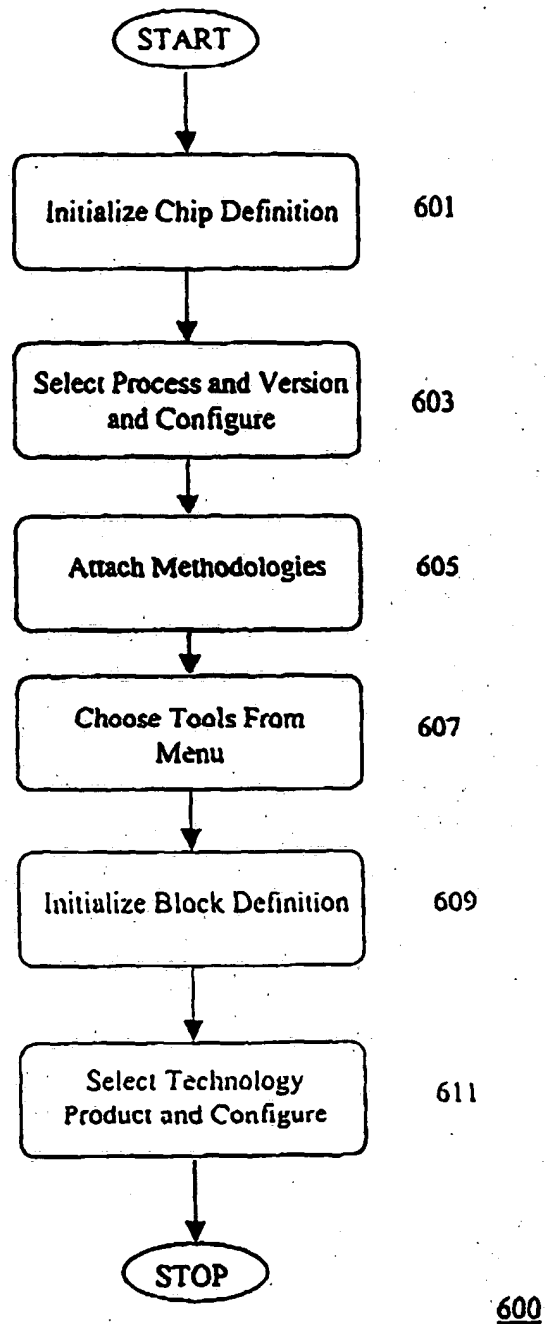 START
Initialize Chip Definition
601
Select Process and Version
and Configure
603
Attach Methodologies
605
Choose Tools From
Menu
607
Initialize Block Definition
609
Select Technology
Product and Configure
611
STOP
600